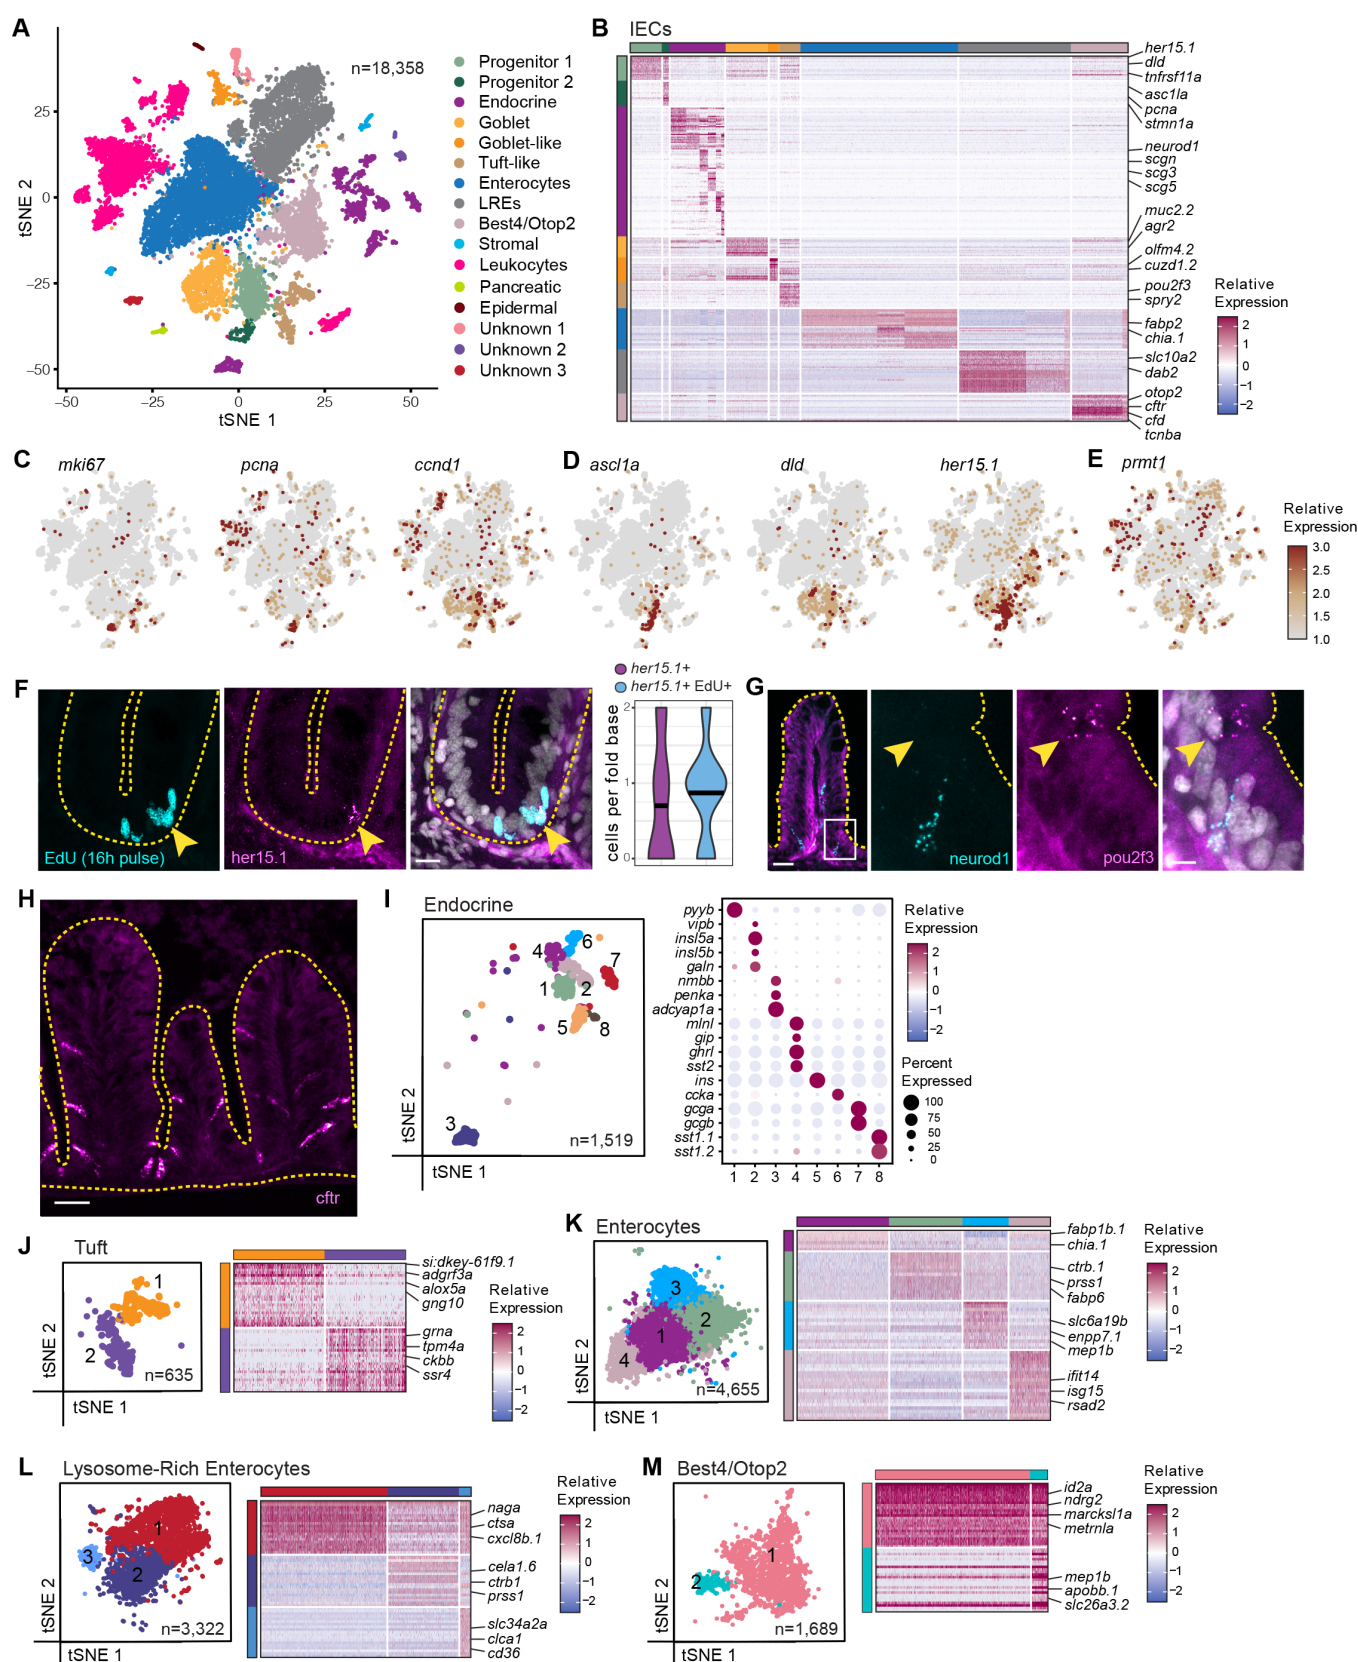 A
n=18,358
25
0
−25
−50
−50
−25
0
25
50
tSNE 1
tSNE 2
Progenitor 1
Progenitor 2
Endocrine
Goblet
Goblet-like
Tuft-like
Enterocytes
LREs
Best4/Otop2
Stromal
Leukocytes
Pancreatic
Epidermal
Unknown 1
Unknown 2
Unknown 3
B
IECs
her15.1
dld
tnfrsf11a
asc1la
pcna
stmn1a
neurod1
scgn
scg3
scg5
muc2.2
agr2
olfm4.2
cuzd1.2
pou2f3
spry2
fabp2
chia.1
slc10a2
dab2
otop2
cftr
cfd
tcnba
Relative
Expression
2
1
0
−1
−2
C
mki67
pcna
ccnd1
D
ascl1a
dld
her15.1
E
prmt1
Relative
Expression
3.0
2.5
2.0
1.5
1.0
F
EdU (16h pulse)
her15.1
her15.1+
her15.1+ EdU+
cells per fold base
2
1
0
G
neurod1
pou2f3
H
cftr
I
Endocrine
4
6
7
1
2
5
8
3
n=1,519
tSNE 2
tSNE 1
pyyb
vipb
insl5a
insl5b
galn
nmbb
penka
adcyap1a
mlnl
gip
ghrl
sst2
ins
ccka
gcga
gcgb
sst1.1
sst1.2
1 2 3 4 5 6 7 8
Relative
Expression
2
1
0
−1
−2
Percent
Expressed
100
75
50
25
0
J
Tuft
1
2
n=635
tSNE 2
tSNE 1
si:dkey-61f9.1
adgrf3a
alox5a
gng10
grna
tpm4a
ckbb
ssr4
Relative
Expression
2
1
0
−1
−2
K
Enterocytes
3
2
1
4
n=4,655
tSNE 2
tSNE 1
fabp1b.1
chia.1
ctrb.1
prss1
fabp6
slc6a19b
enpp7.1
mep1b
ifit14
isg15
rsad2
Relative
Expression
2
1
0
−1
−2
L
Lysosome-Rich Enterocytes
1
3
2
n=3,322
tSNE 2
tSNE 1
naga
ctsa
cxcl8b.1
cela1.6
ctrb1
prss1
slc34a2a
clca1
cd36
Relative
Expression
2
1
0
−1
−2
M
Best4/Otop2
1
2
n=1,689
tSNE 2
tSNE 1
id2a
ndrg2
marcksl1a
metrnla
mep1b
apobb.1
slc26a3.2
Relative
Expression
2
1
0
−1
−2